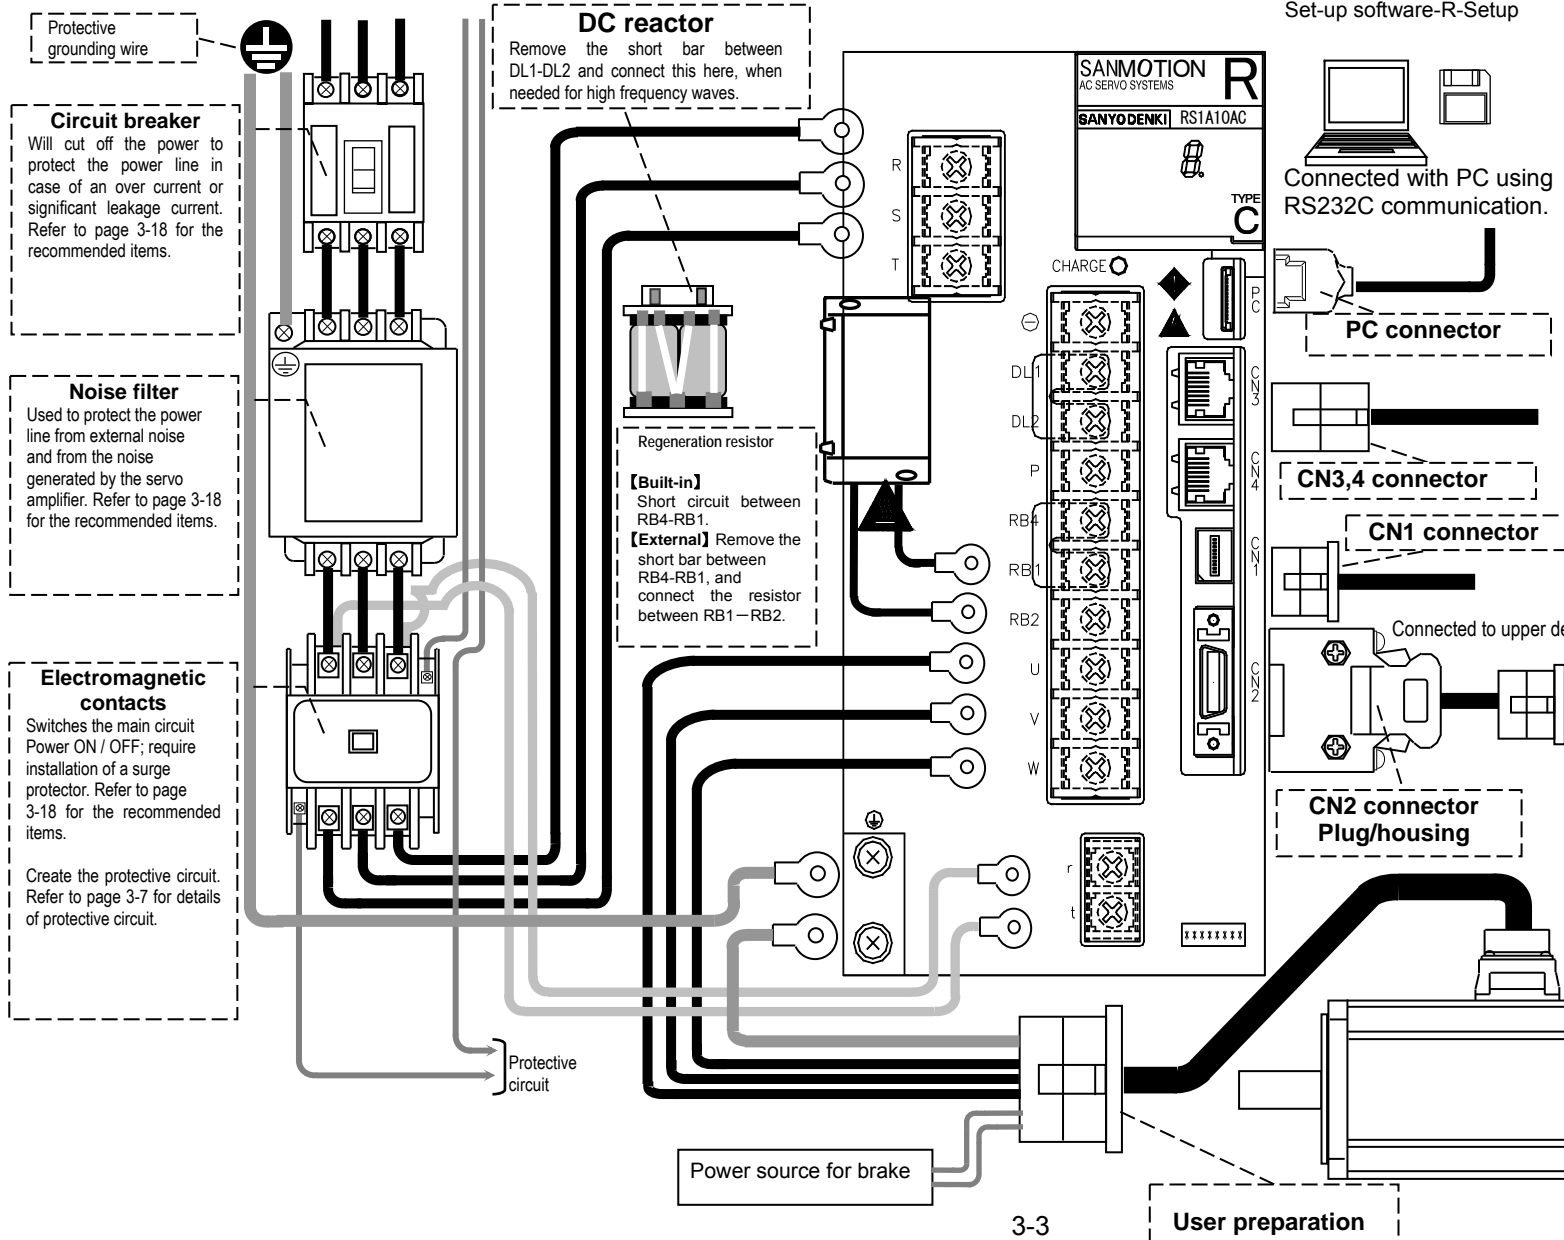 Set-up software-R-Setup
Protective
grounding wire
DC reactor
Remove the short bar between
DL1-DL2 and connect this here, when
needed for high frequency waves.
Circuit breaker
Will cut off the power to
protect the power line in
case of an over current or
significant leakage current.
Refer to page 3-18 for the
recommended items.
Noise filter
Used to protect the power
line from external noise
and from the noise
generated by the servo
amplifier. Refer to page 3-18
for the recommended items.
Electromagnetic
contacts
Switches the main circuit
Power ON / OFF; require
installation of a surge
protector. Refer to page
3-18 for the recommended
items.
Create the protective circuit.
Refer to page 3-7 for details
of protective circuit.
Regeneration resistor
【Built-in】
Short circuit between
RB4-RB1.
【External】 Remove the
short bar between
RB4-RB1, and
connect the resistor
between RB1－RB2.
SANMOTION R
AC SERVO SYSTEMS
SANYO DENKI RS1A10AC
8.
TYPE
C
R
S
T
CHARGE
⊖
DL1
DL2
P
RB4
RB1
RB2
U
V
W
r
t
PC
CN3
CN4
CN1
CN2
Connected with PC using
RS232C communication.
PC connector
CN3,4 connector
CN1 connector
Connected to upper de
CN2 connector
Plug/housing
Protective
circuit
Power source for brake
User preparation
3-3